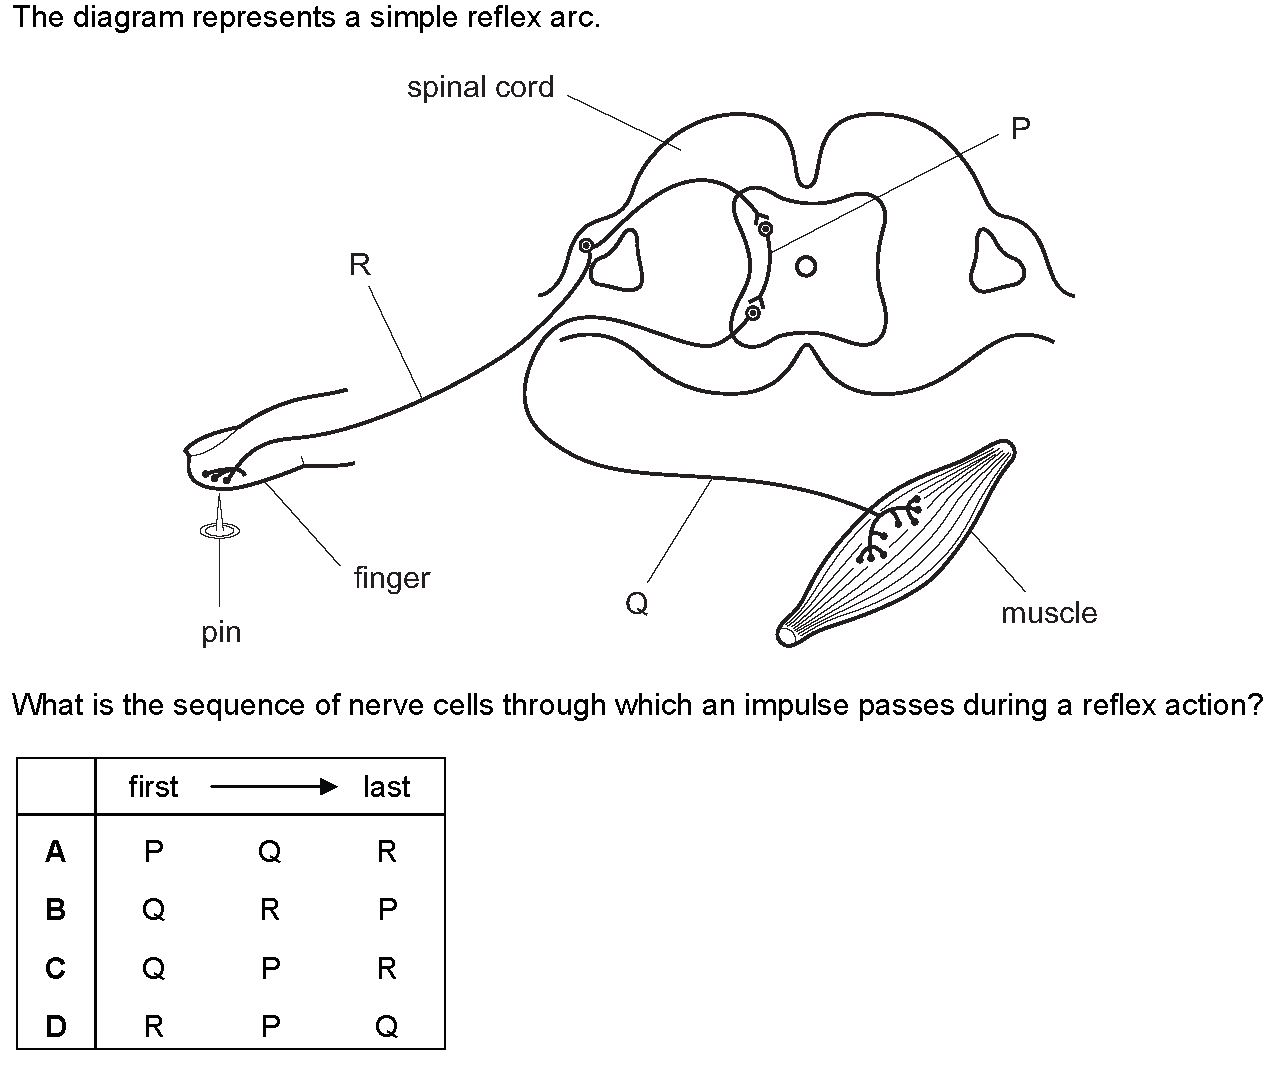 The diagram represents a simple reflex arc.
spinal cord
P
R
finger
pin
Q
muscle
What is the sequence of nerve cells through which an impulse passes during a reflex action?
first last
A P Q R
B Q R P
C Q P R
D R P Q